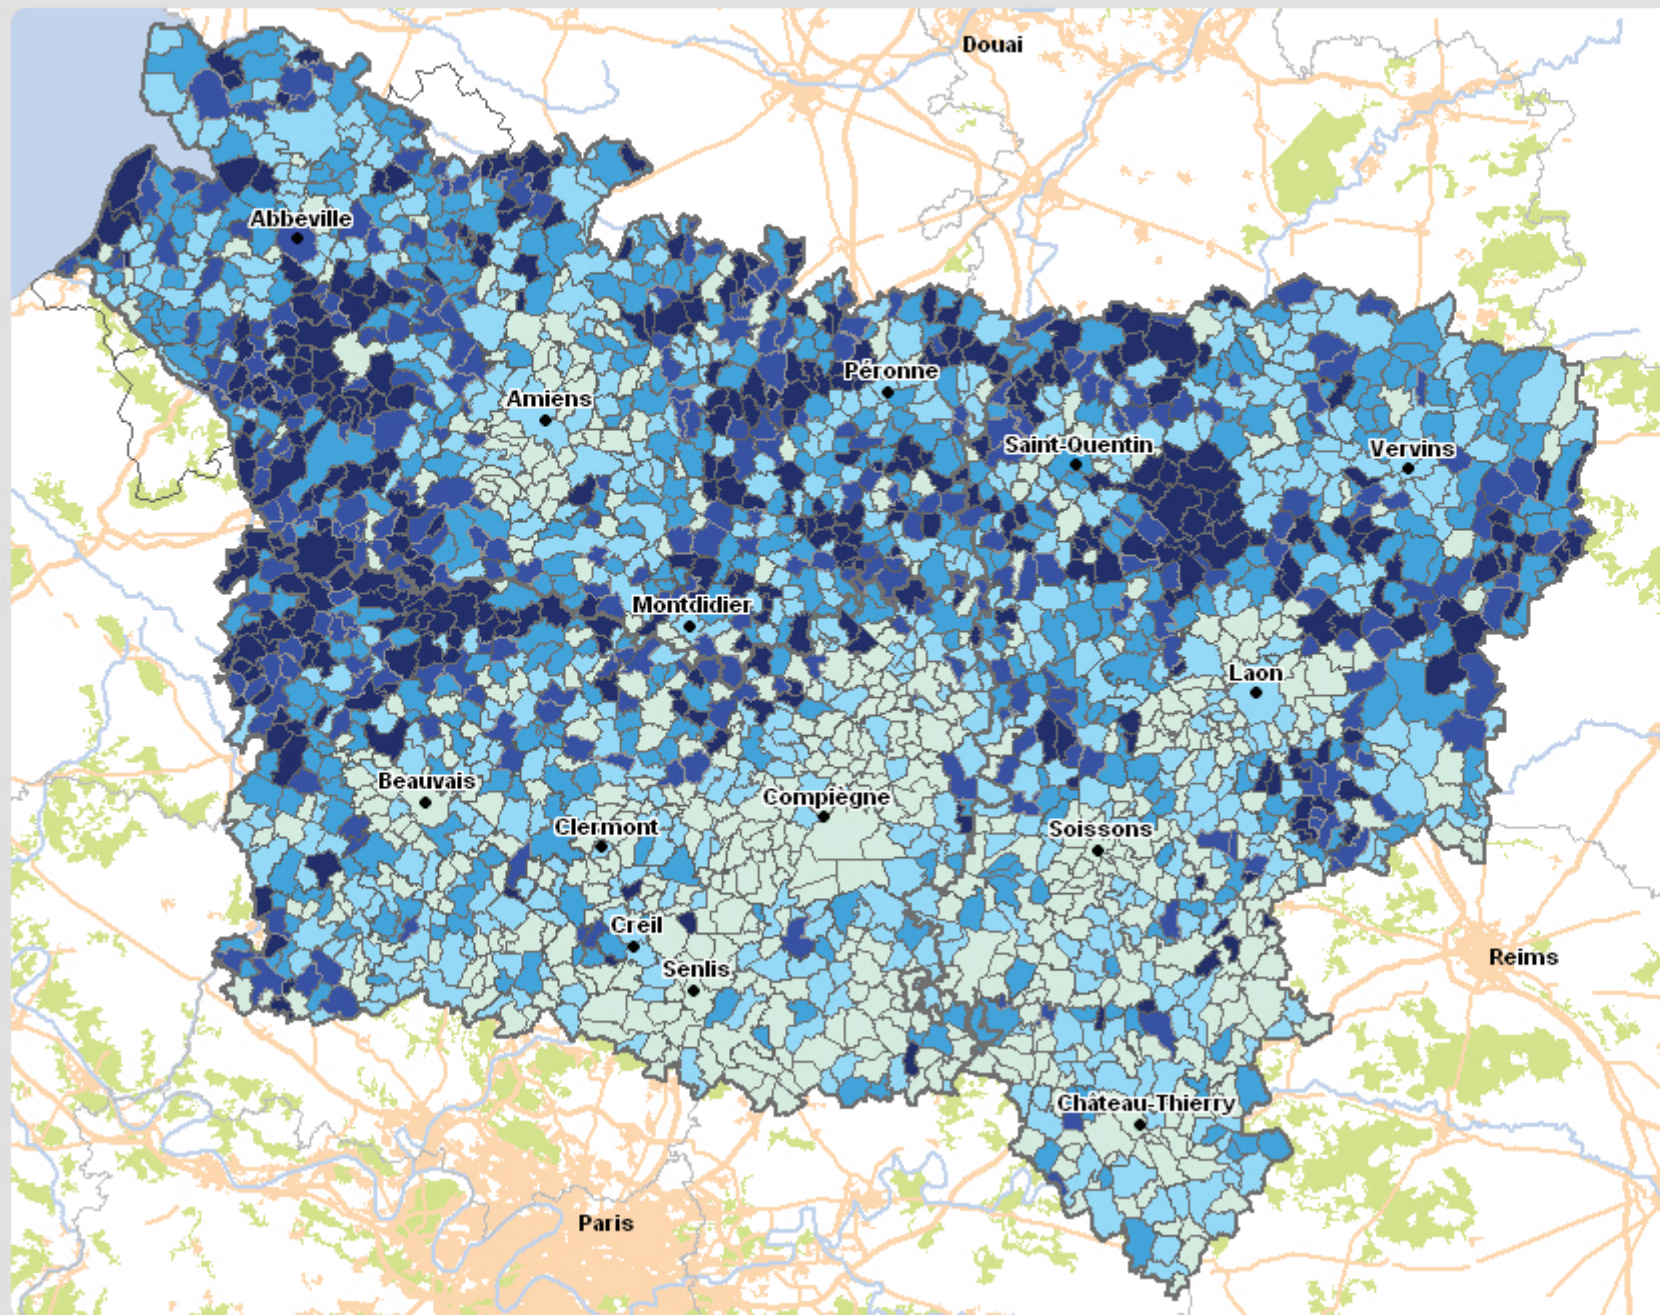 Douai
Abbeville
Péronne
Amiens
Saint-Quentin
Vervins
Montdidier
Laon
Beauvais
Compiègne
Clermont
Soissons
Creil
Reims
Senlis
Château-Thierry
Paris